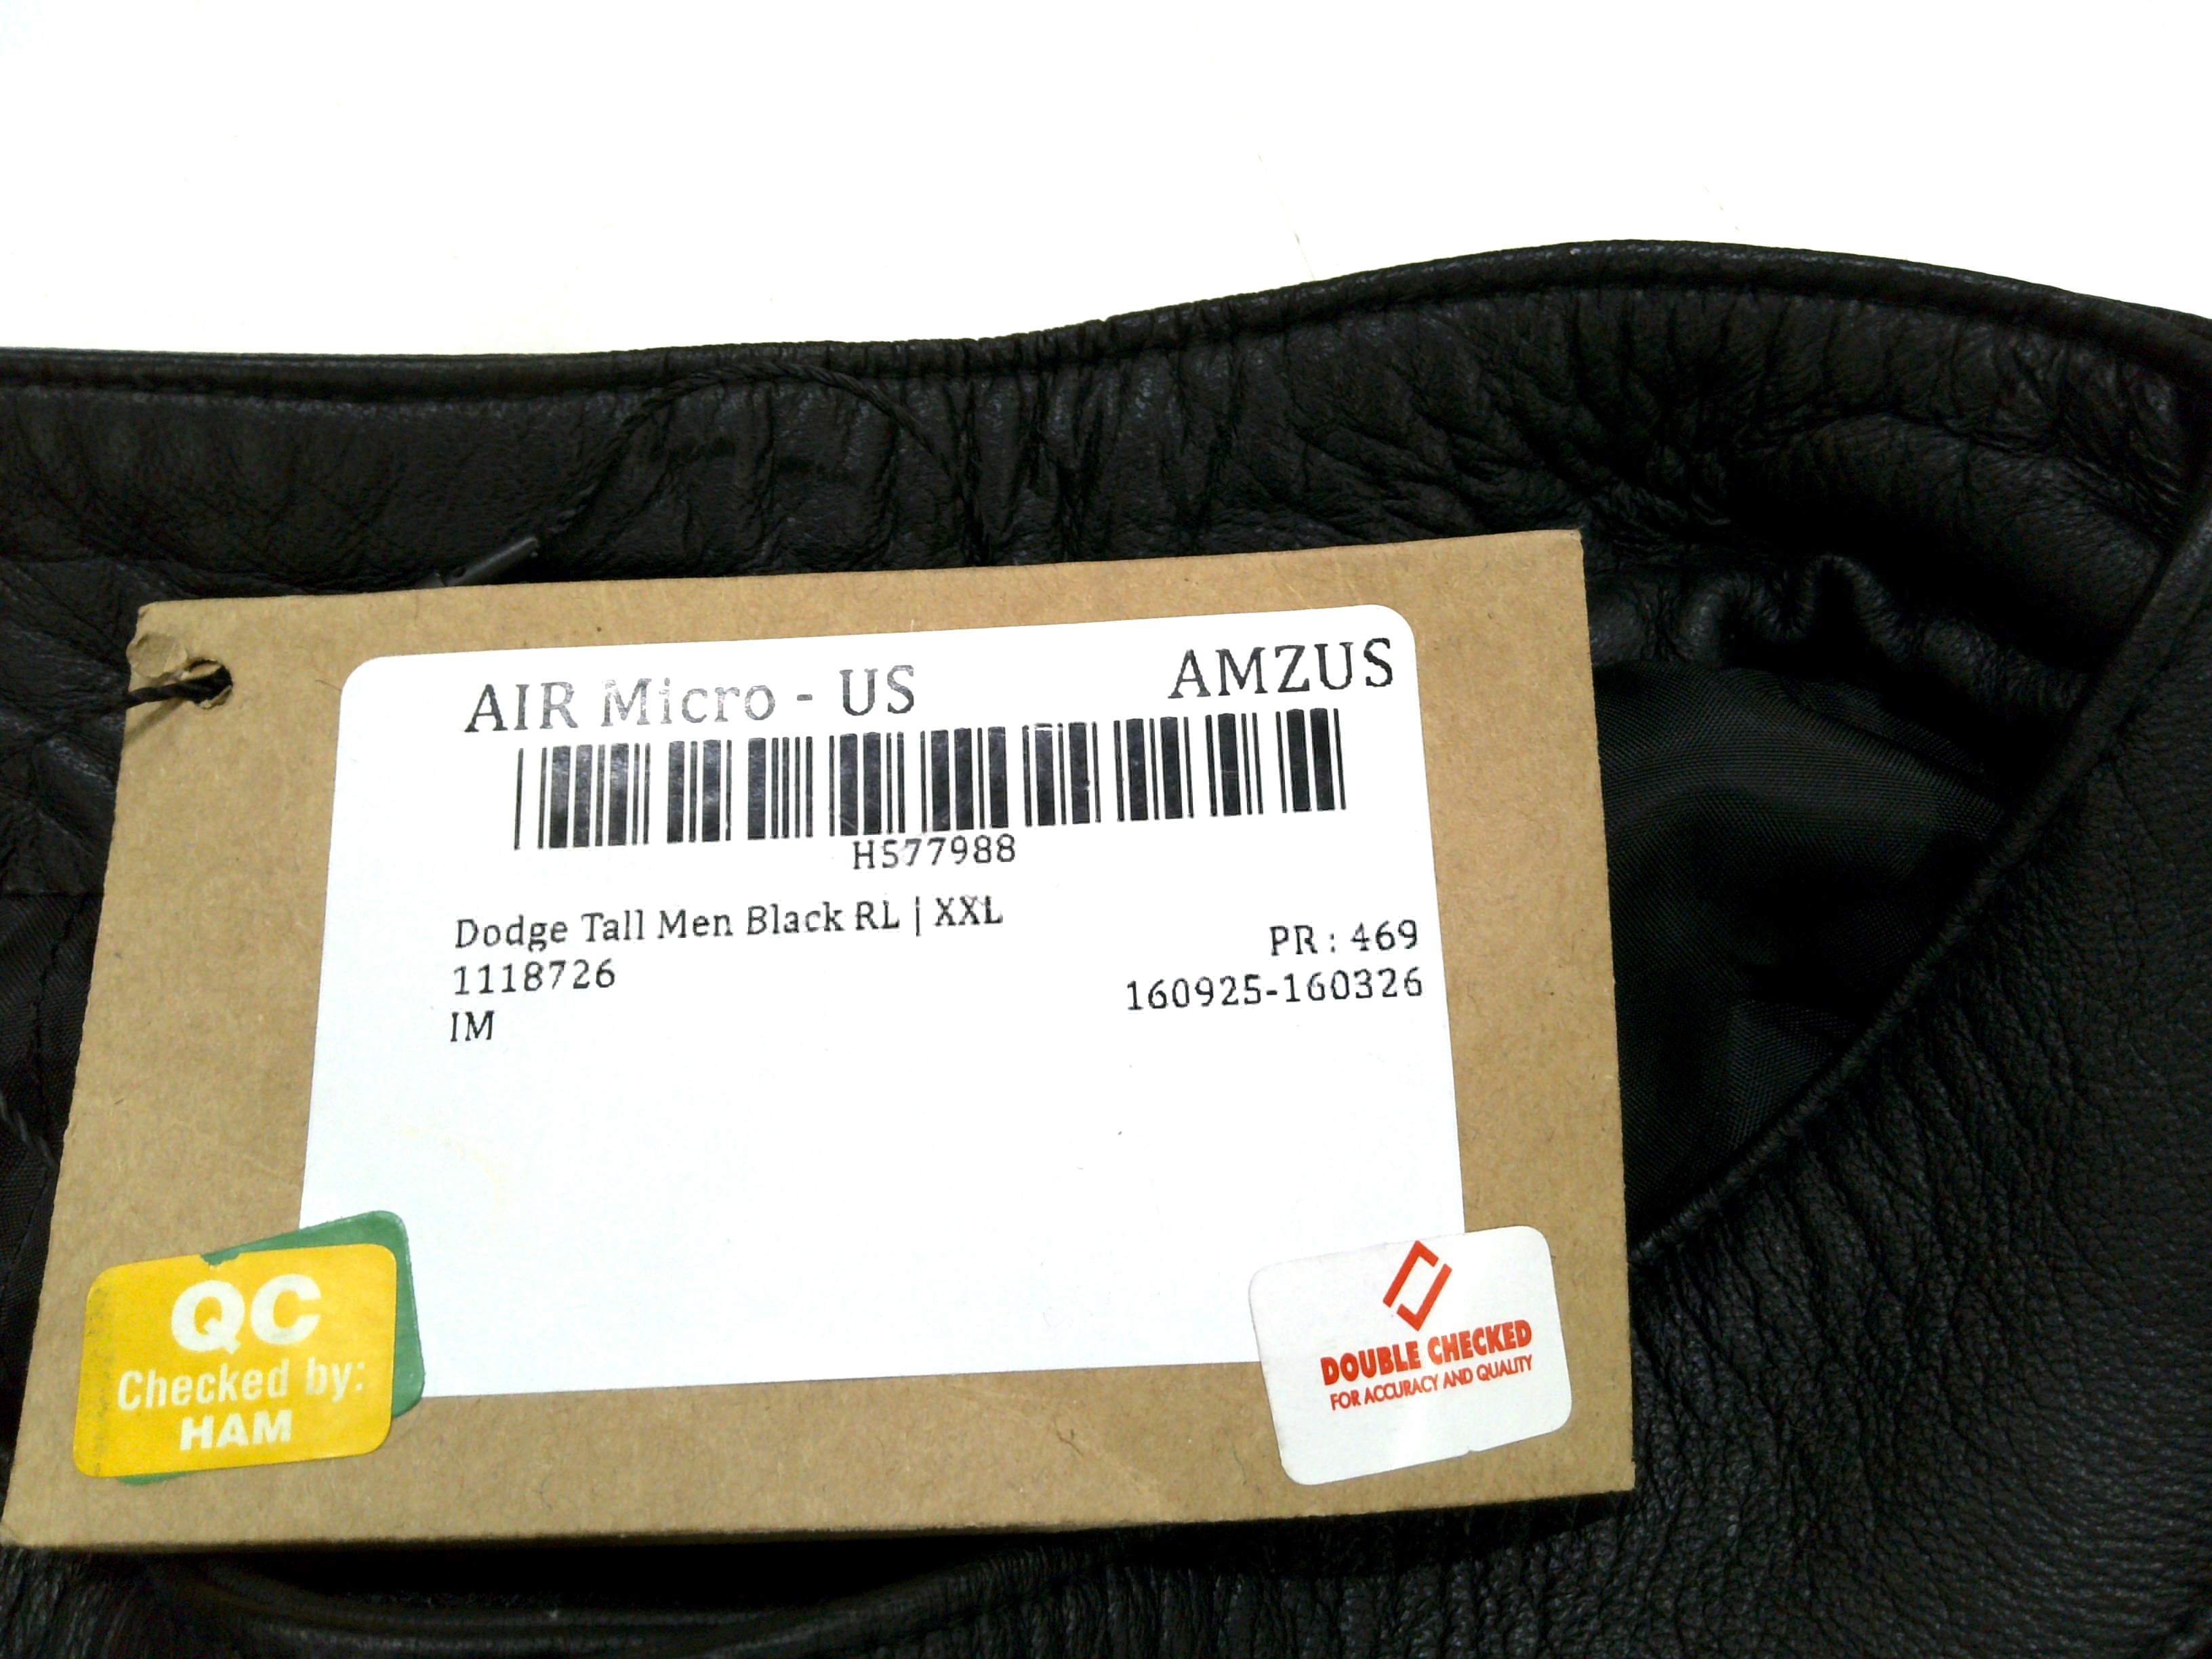 AIR Micro - US AMZUS
H577988
Dodge Tall Men Black RL | XXL
1118726
IM
PR : 469
160925-160326
QC
Checked by:
HAM
DOUBLE CHECKED
FOR ACCURACY AND QUALITY